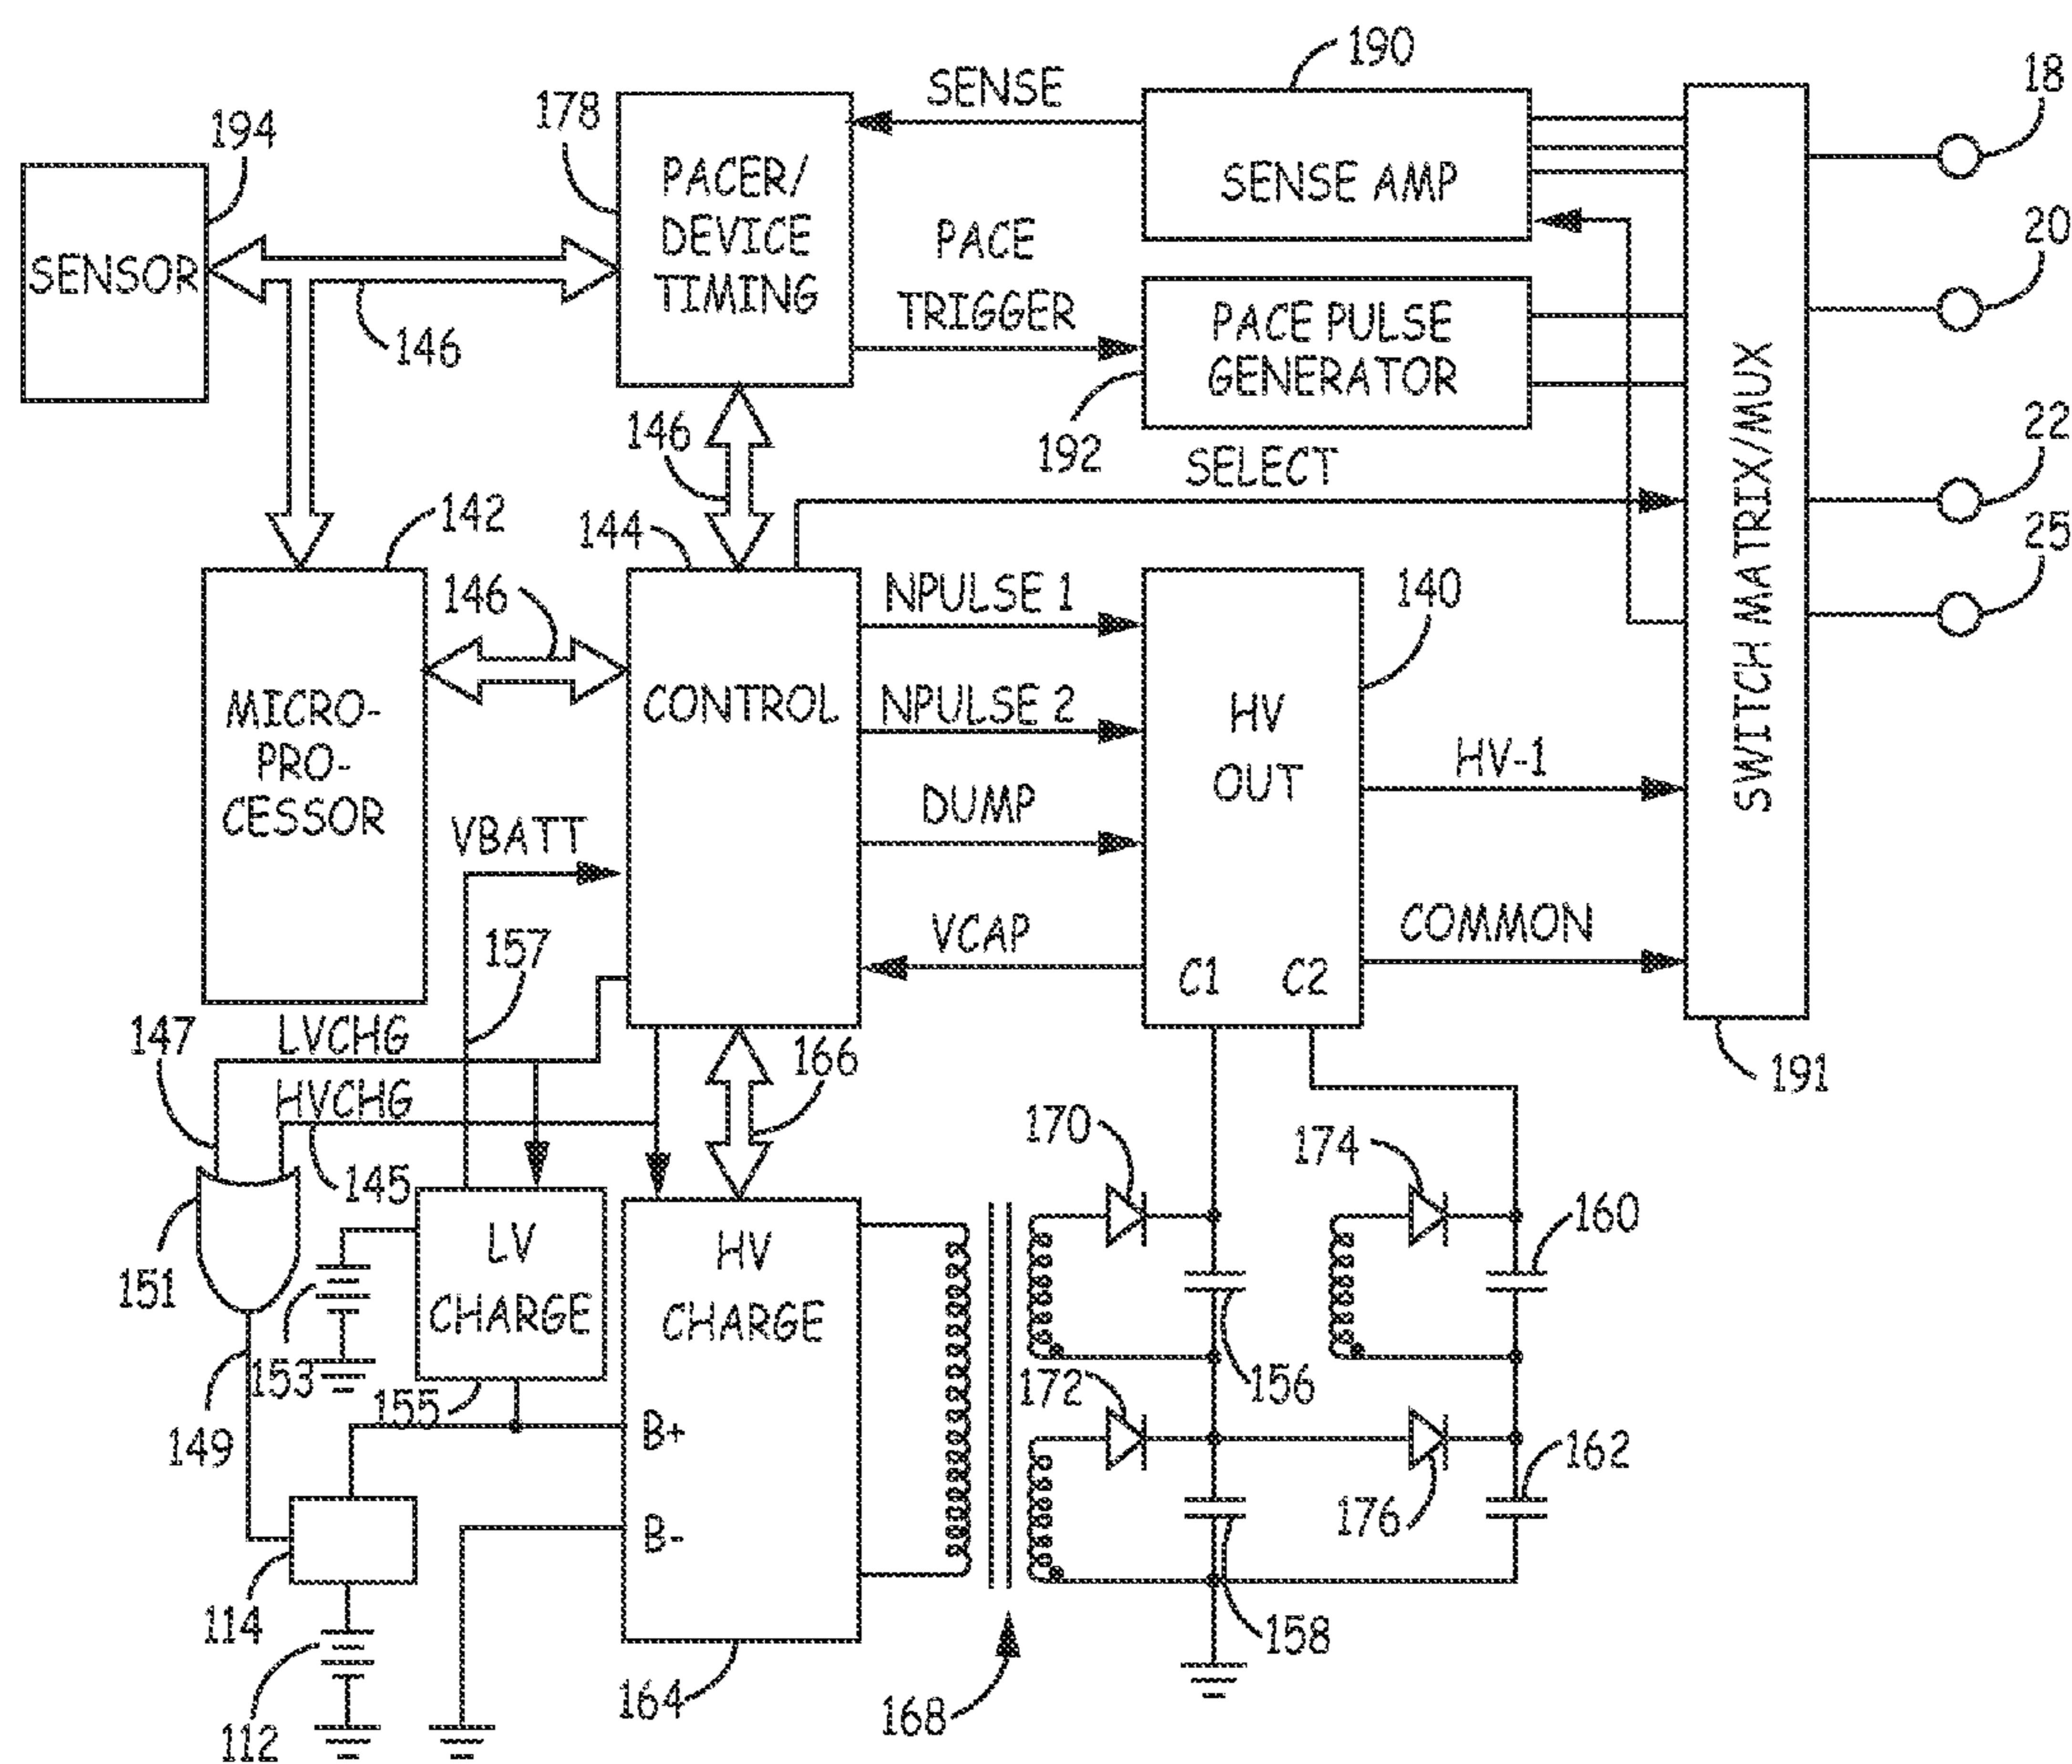 190
18
SENSE
178
194
PACER/
DEVICE
TIMING
SENSE AMP
20
SENSOR
PACE
TRIGGER
146
PACE PULSE
GENERATOR
SWITCH MATRIX/MUX
146
192
SELECT
22
142
144
25
146
NPULSE 1
140
MICRO-
PRO-
CESSOR
CONTROL
NPULSE 2
HV
OUT
HV-1
VBATT
DUMP
157
VCAP
COMMON
C1
C2
147
LVCHG
166
191
HVCHG
170
174
145
LV
CHARGE
HV
CHARGE
160
151
153
155
172
156
149
B+
162
B-
176
114
158
164
168
112